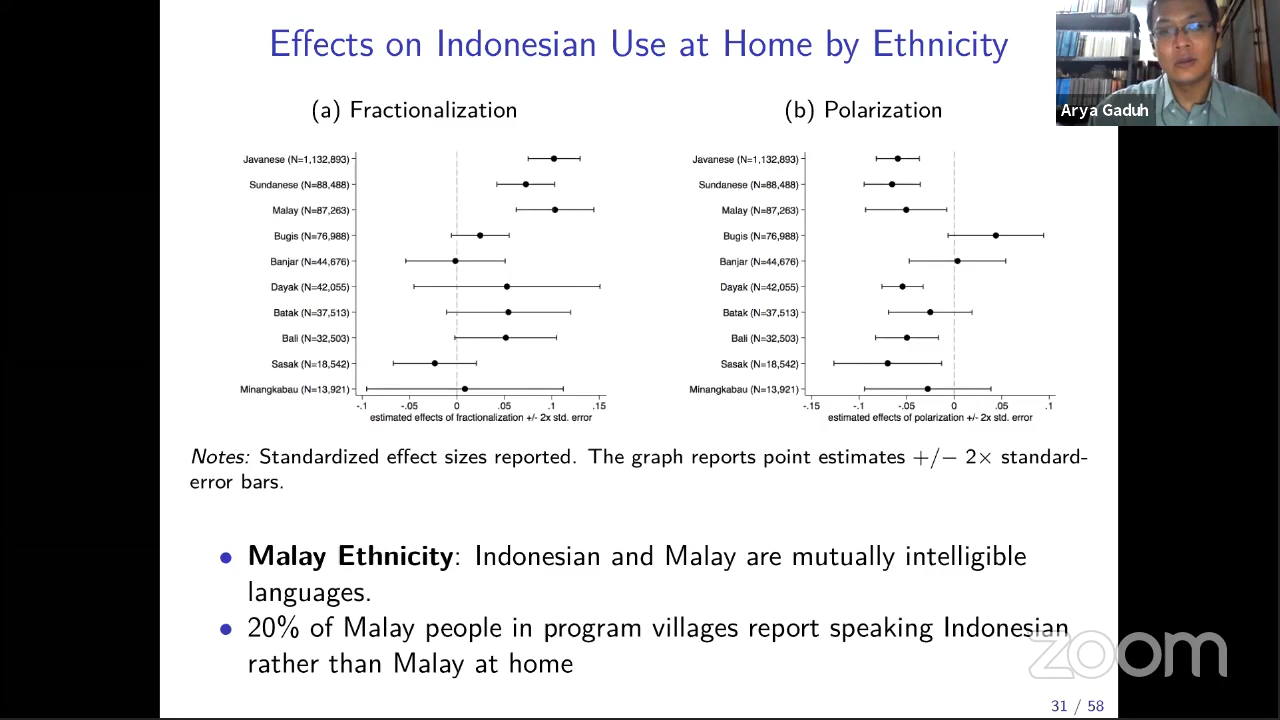 Effects on Indonesian Use at Home by Ethnicity
Arya Gaduh
(a) Fractionalization
Javanese (N=1,132,893)
Sundanese (N=88,488)
Malay (N=87,263)
Bugis (N=76,988)
Banjar (N=44,676)
Dayak (N=42,055)
Batak (N=37,513)
Bali (N=32,503)
Sasak (N=18,542)
Minangkabau (N=13,921)
-.1 -.05 0 .05 .1 .15
estimated effects of fractionalization +/- 2x std. error
(b) Polarization
Javanese (N=1,132,893)
Sundanese (N=88,488)
Malay (N=87,263)
Bugis (N=76,988)
Banjar (N=44,676)
Dayak (N=42,055)
Batak (N=37,513)
Bali (N=32,503)
Sasak (N=18,542)
Minangkabau (N=13,921)
-.15 -.1 -.05 0 .05 .1
estimated effects of polarization +/- 2x std. error
Notes: Standardized effect sizes reported. The graph reports point estimates +/− 2× standard-
error bars.
• Malay Ethnicity: Indonesian and Malay are mutually intelligible
languages.
• 20% of Malay people in program villages report speaking Indonesian
rather than Malay at home
zoom
31 / 58